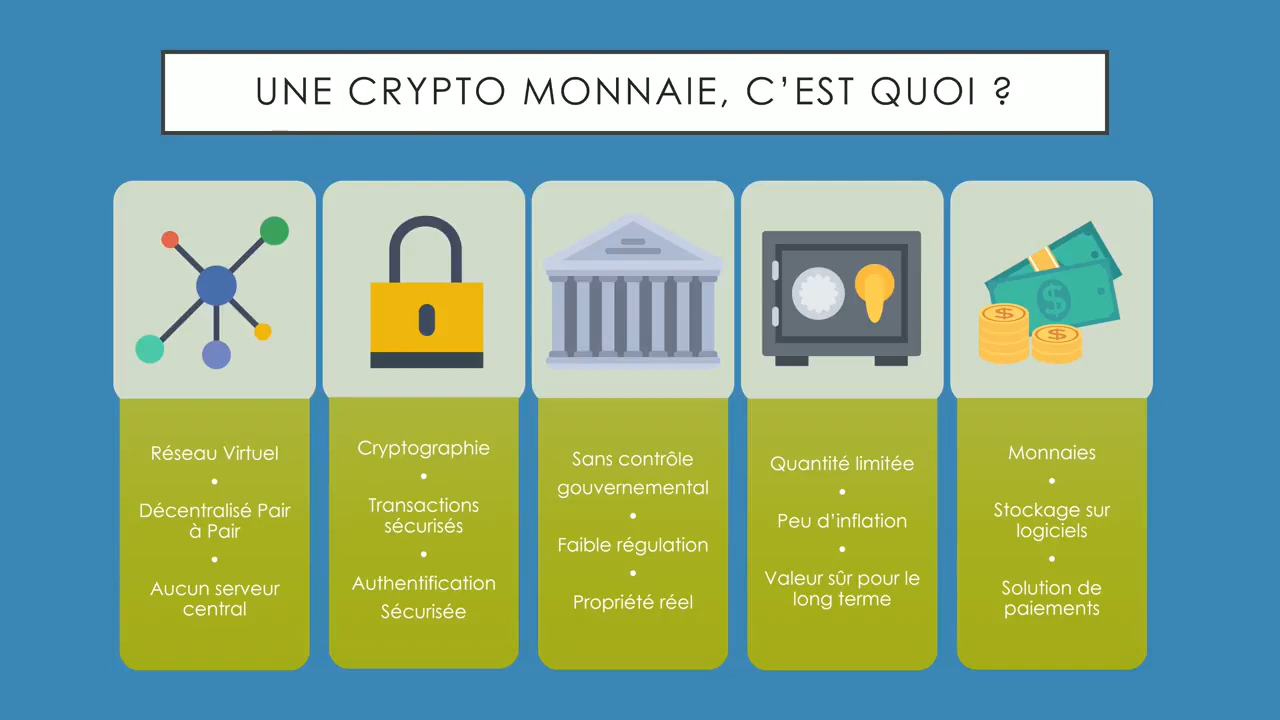 UNE CRYPTO MONNAIE, C’EST QUOI ?
Réseau Virtuel
•
Décentralisé Pair
à Pair
•
Aucun serveur
central
Cryptographie
•
Transactions
sécurisés
•
Authentification
Sécurisée
Sans contrôle
gouvernemental
•
Faible régulation
•
Propriété réel
Quantité limitée
•
Peu d’inflation
•
Valeur sûr pour le
long terme
$
$
$
Monnaies
•
Stockage sur
logiciels
•
Solution de
paiements